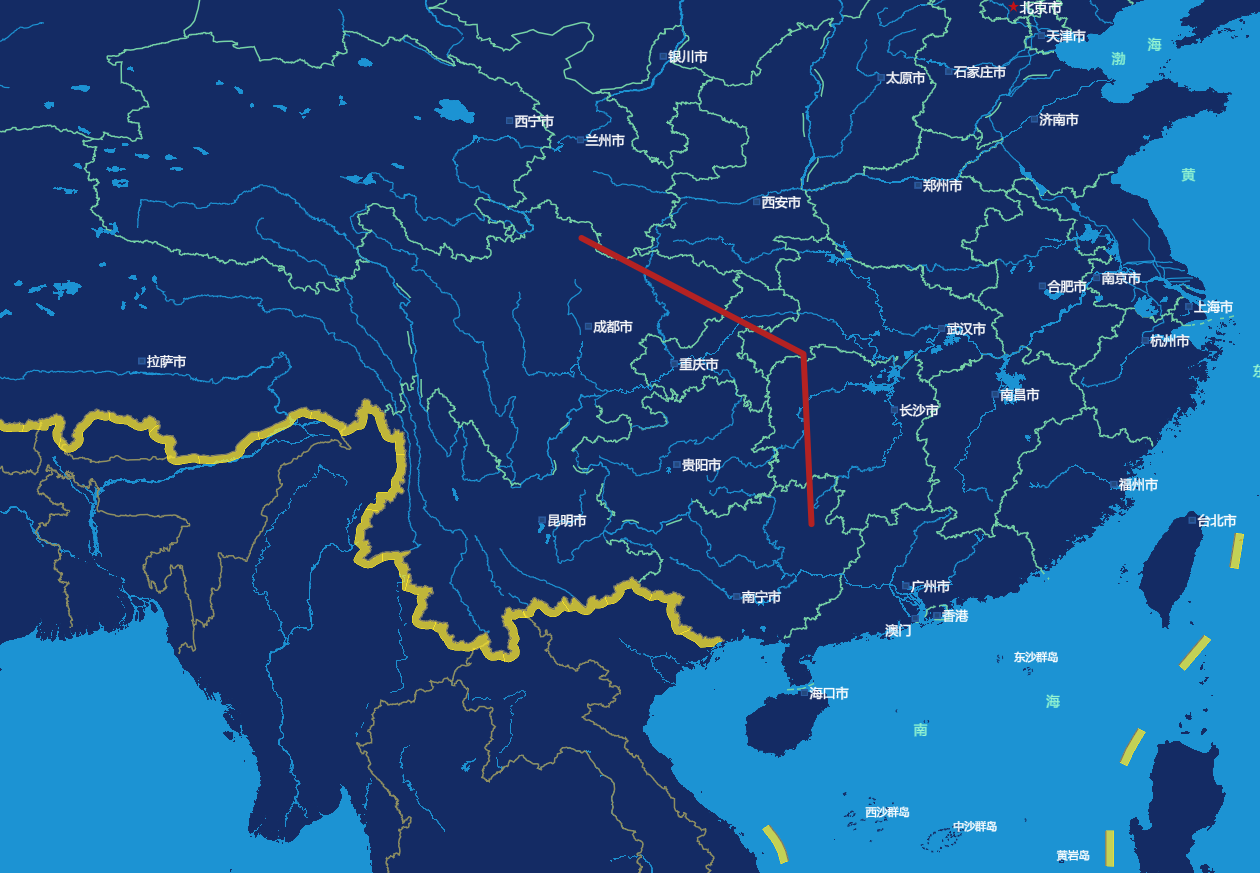 北京市
天津市
渤
海
银川市
太原市
石家庄市
西宁市
兰州市
济南市
黄
西安市
郑州市
合肥市
南京市
上海市
成都市
武汉市
杭州市
拉萨市
重庆市
南昌市
长沙市
贵阳市
福州市
昆明市
台北市
南宁市
广州市
香港
澳门
东沙群岛
海口市
海
南
西沙群岛
中沙群岛
黄岩岛